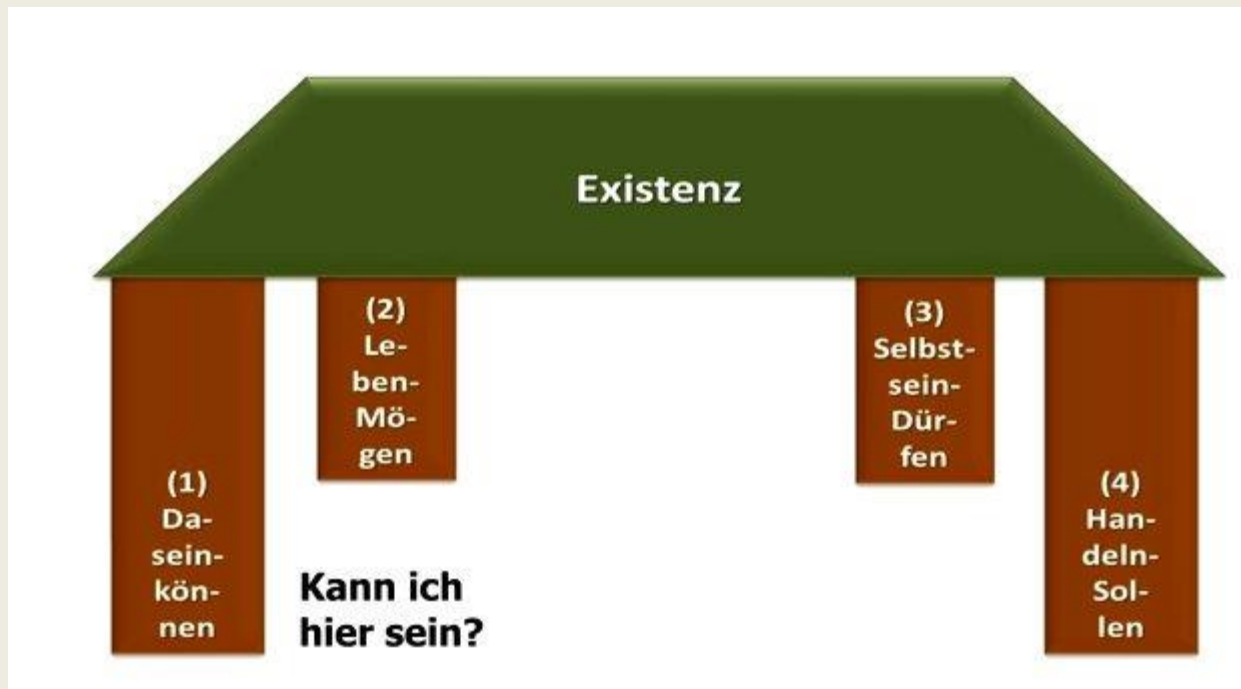 Existenz
(1)
Da-
sein-
kön-
nen
(2)
Le-
ben-
Mö-
gen
(3)
Selbst-
sein-
Dür-
fen
(4)
Han-
deln-
Sol-
len
Kann ich
hier sein?